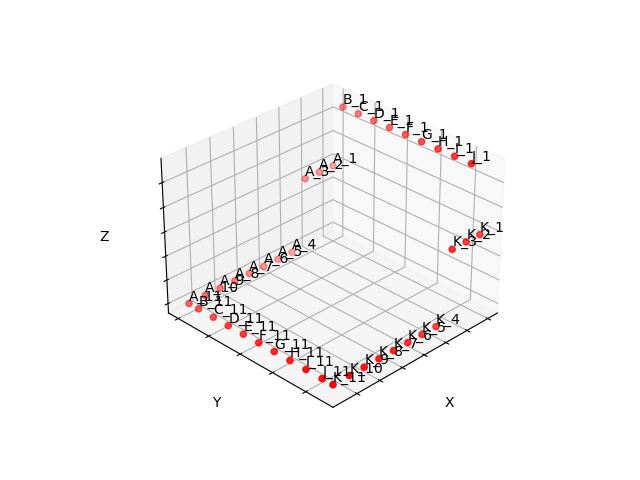 B_1
C_1
D_1
E_1
F_1
G_1
H_1
I_1
J_1
A_1
A_2
A_3
K_1
K_2
K_3
A_4
A_5
A_6
A_7
A_8
A_9
A_10
A_11
B_11
C_11
D_11
E_11
F_11
G_11
H_11
I_11
J_11
K_11
K_10
K_9
K_8
K_7
K_6
K_5
K_4
Z
Y
X